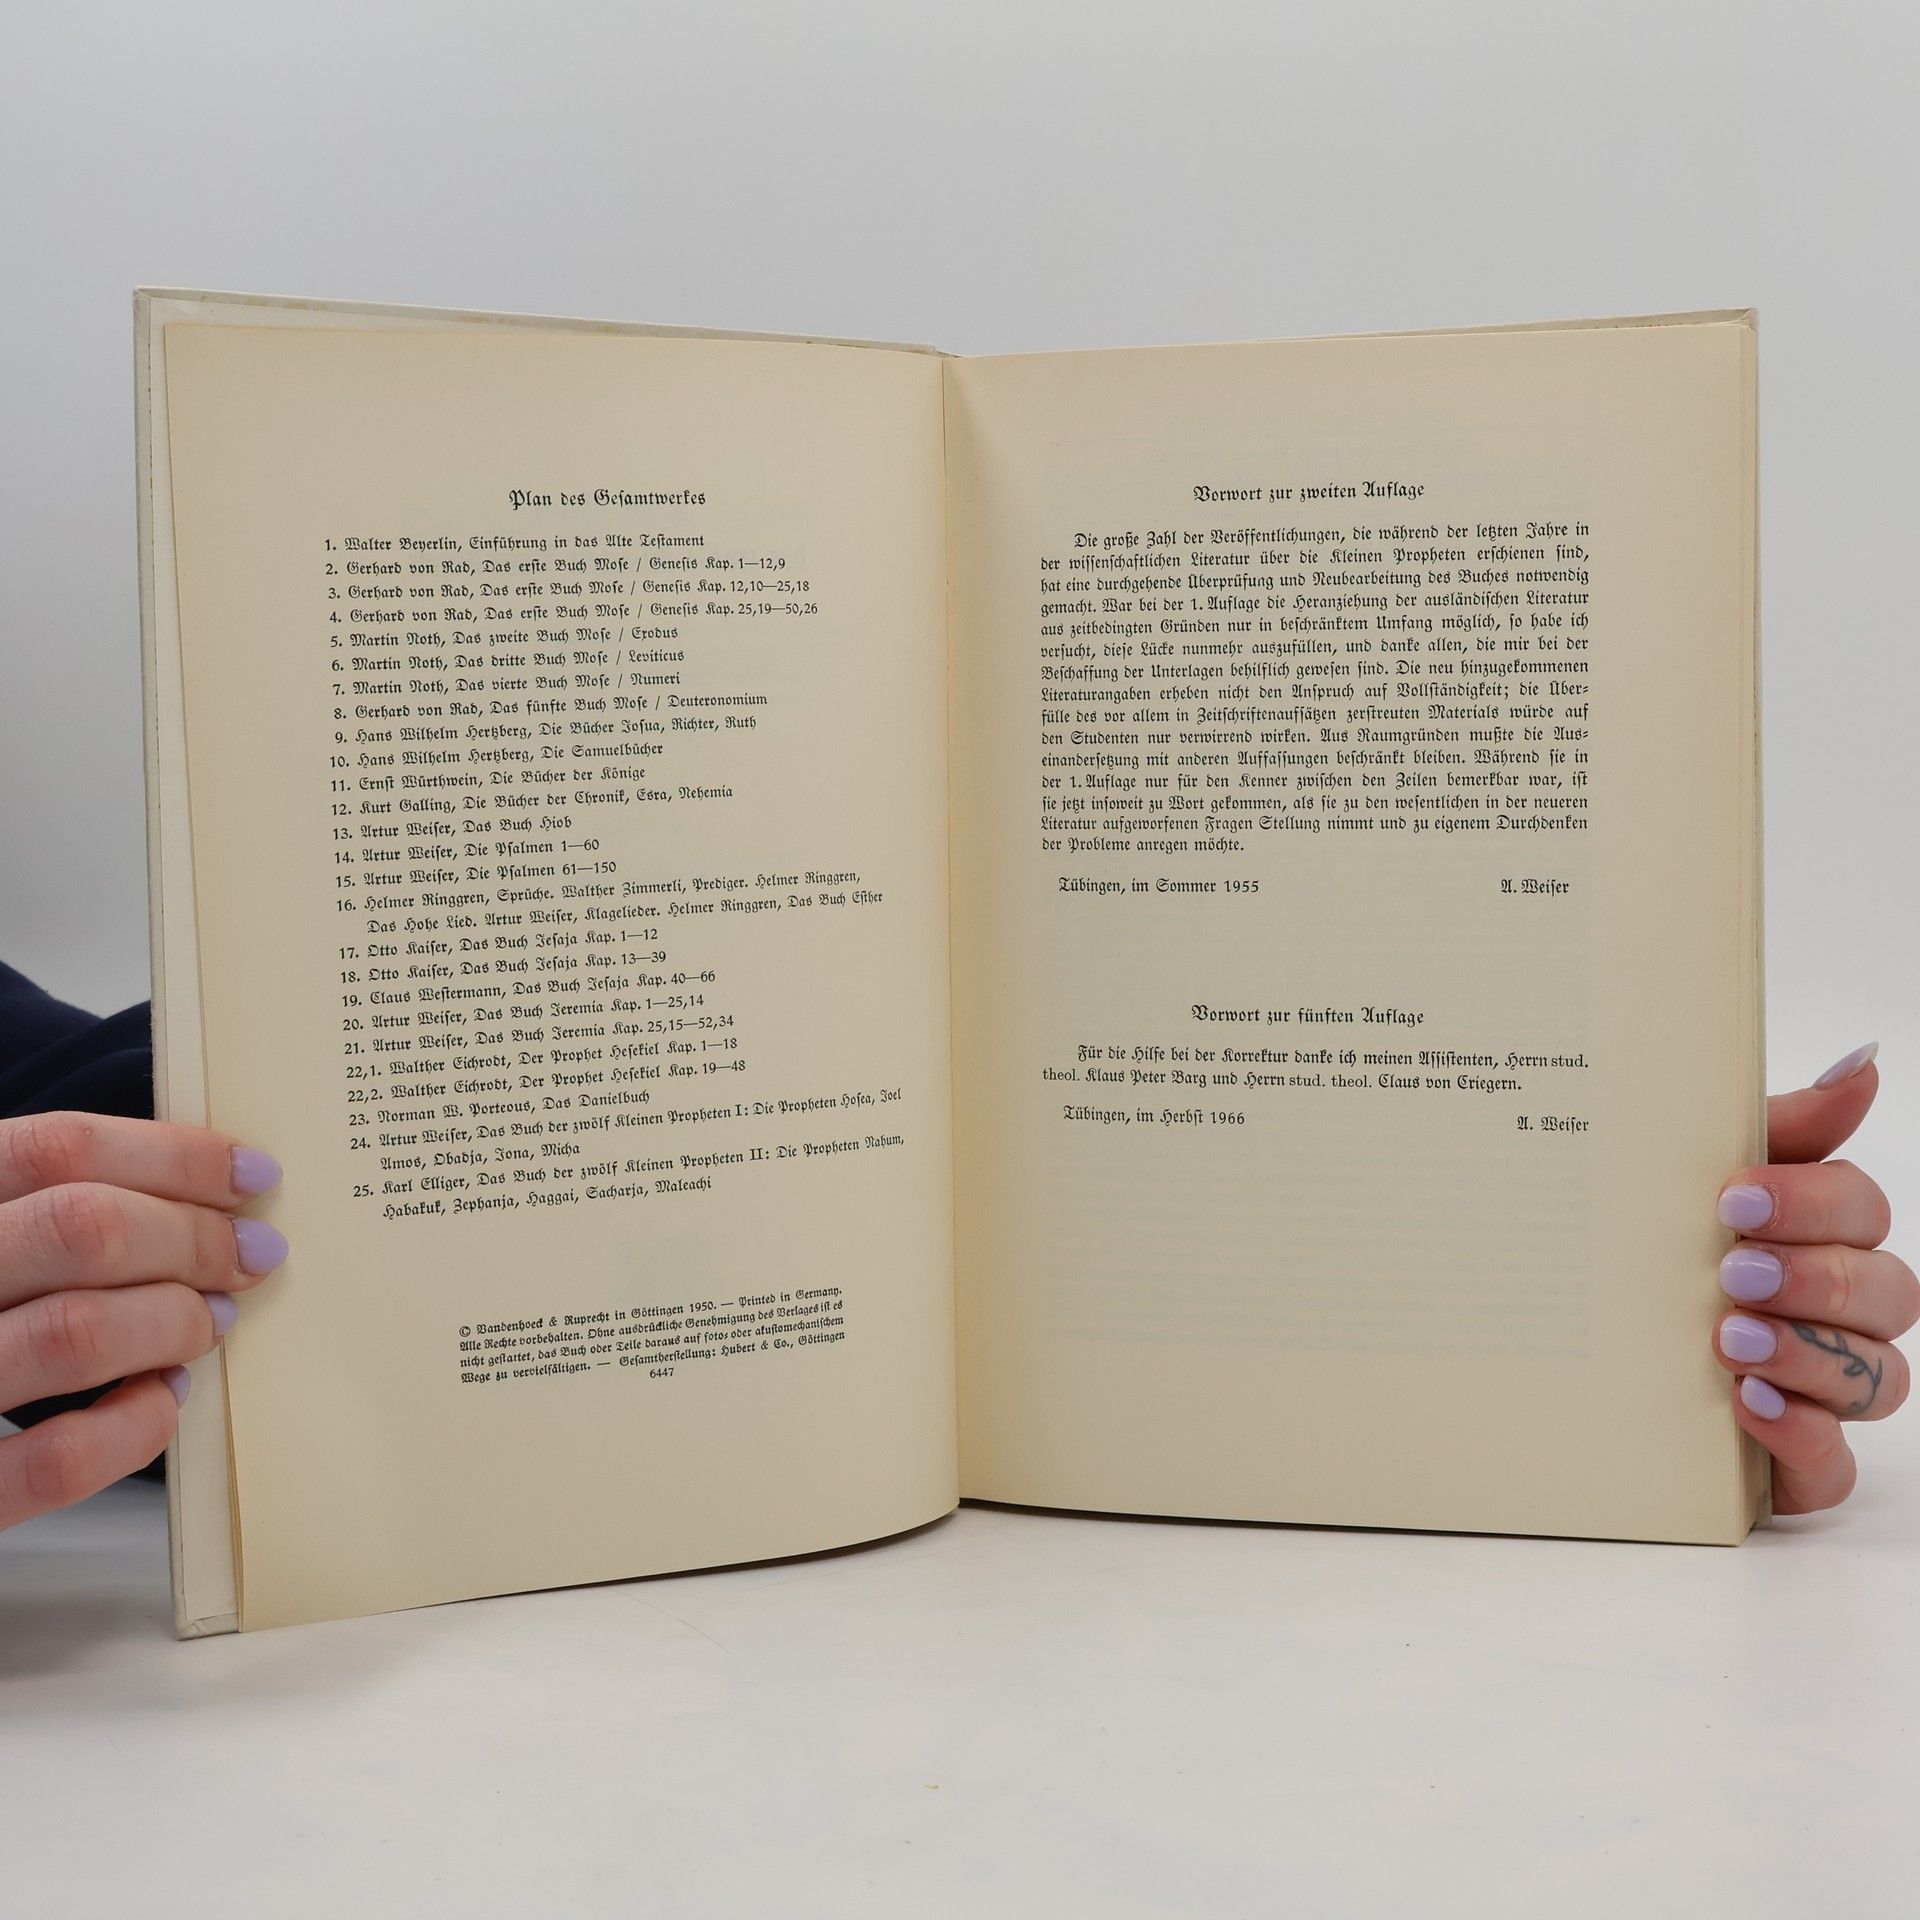 Plan des Gesamtwerkes
1. Walter Beyerlin, Einführung in das Alte Testament
2. Gerhard von Rad, Das erste Buch Mose / Genesis Kap. 1—12,9
3. Gerhard von Rad, Das erste Buch Mose / Genesis Kap. 12,10—25,18
4. Gerhard von Rad, Das erste Buch Mose / Genesis Kap. 25,19—50,26
5. Martin Noth, Das zweite Buch Mose / Exodus
6. Martin Noth, Das dritte Buch Mose / Leviticus
7. Martin Noth, Das vierte Buch Mose / Numeri
8. Gerhard von Rad, Das fünfte Buch Mose / Deuteronomium
9. Hans Wilhelm Hertzberg, Die Bücher Josua, Richter, Ruth
10. Hans Wilhelm Hertzberg, Die Samuelbücher
11. Ernst Würthwein, Die Bücher der Könige
12. Kurt Galling, Die Bücher der Chronik, Esra, Nehemia
13. Artur Weiser, Das Buch Hiob
14. Artur Weiser, Die Psalmen 1—60
15. Artur Weiser, Die Psalmen 61—150
16. Helmer Ringgren, Sprüche. Walther Zimmerli, Prediger. Helmer Ringgren,
Das Hohe Lied. Artur Weiser, Klagelieder. Helmer Ringgren, Das Buch Esther
17. Otto Kaiser, Das Buch Jesaja Kap. 1—12
18. Otto Kaiser, Das Buch Jesaja Kap. 13—39
19. Claus Westermann, Das Buch Jesaja Kap. 40—66
20. Artur Weiser, Das Buch Jeremia Kap. 1—25,14
21. Artur Weiser, Das Buch Jeremia Kap. 25,15—52,34
22,1. Walther Eichrodt, Der Prophet Hesekiel Kap. 1—18
22,2. Walther Eichrodt, Der Prophet Hesekiel Kap. 19—48
23. Norman W. Porteous, Das Danielbuch
24. Artur Weiser, Das Buch der zwölf Kleinen Propheten I: Die Propheten Hosea, Joel
Amos, Obadja, Jona, Micha
25. Karl Elliger, Das Buch der zwölf Kleinen Propheten II: Die Propheten Nahum,
Habakuk, Zephanja, Haggai, Sacharja, Maleachi
© Vandenhoeck & Ruprecht in Göttingen 1950. — Printed in Germany.
Alle Rechte vorbehalten. Ohne ausdrückliche Genehmigung des Verlages ist es
nicht gestattet, das Buch oder Teile daraus auf foto- oder akustomechanischem
Wege zu vervielfältigen. — Gesamtherstellung: Hubert & Co., Göttingen
6447
Vorwort zur zweiten Auflage
Die große Zahl der Veröffentlichungen, die während der letzten Jahre in
der wissenschaftlichen Literatur über die Kleinen Propheten erschienen sind,
hat eine durchgehende Überprüfung und Neubearbeitung des Buches notwendig
gemacht. War bei der 1. Auflage die Heranziehung der ausländischen Literatur
aus zeitbedingten Gründen nur in beschränktem Umfang möglich, so habe ich
versucht, diese Lücke nunmehr auszufüllen, und danke allen, die mir bei der
Beschaffung der Unterlagen behilflich gewesen sind. Die neu hinzugekommenen
Literaturangaben erheben nicht den Anspruch auf Vollständigkeit; die Über-
fülle des vor allem in Zeitschriftenaufsätzen zerstreuten Materials würde auf
den Studenten nur verwirrend wirken. Aus Raumgründen mußte die Aus-
einandersetzung mit anderen Auffassungen beschränkt bleiben. Während sie in
der 1. Auflage nur für den Kenner zwischen den Zeilen bemerkbar war, ist
sie jetzt insoweit zu Wort gekommen, als sie zu den wesentlichen in der neueren
Literatur aufgeworfenen Fragen Stellung nimmt und zu eigenem Durchdenken
der Probleme anregen möchte.
Tübingen, im Sommer 1955 A. Weiser
Vorwort zur fünften Auflage
Für die Hilfe bei der Korrektur danke ich meinen Assistenten, Herrn stud.
theol. Klaus Peter Barg und Herrn stud. theol. Claus von Criegern.
Tübingen, im Herbst 1966 A. Weiser